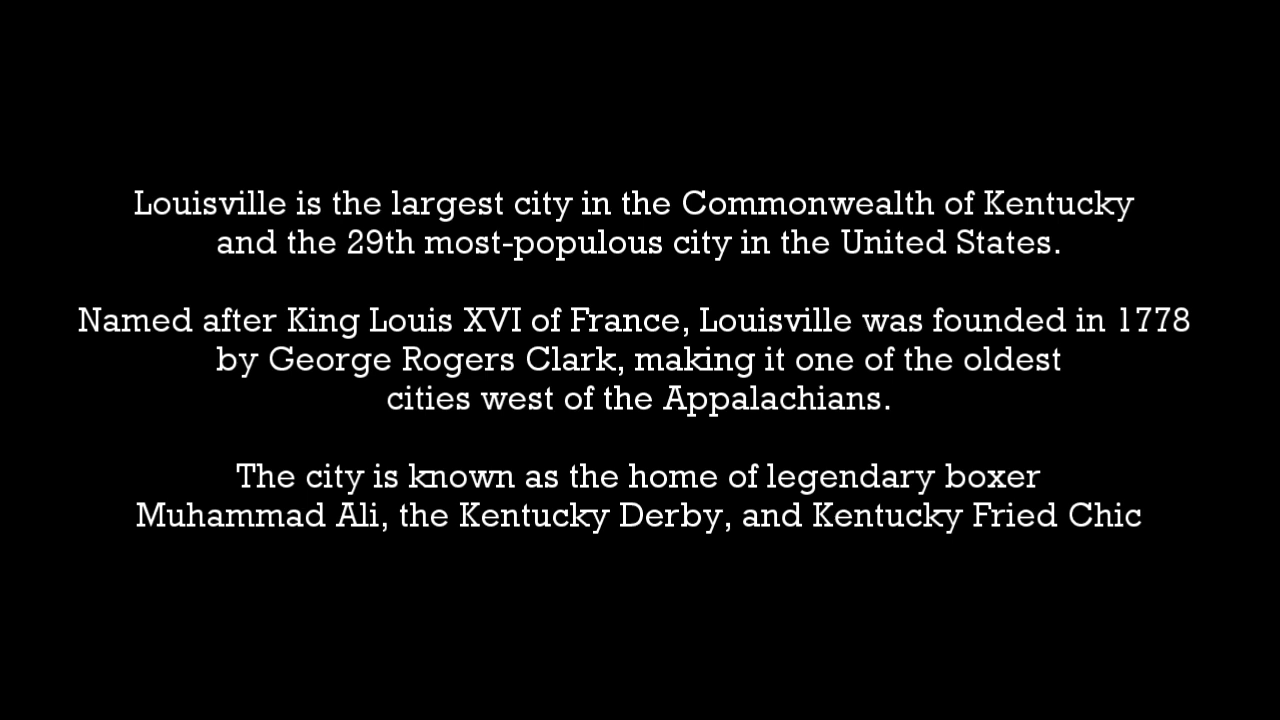 Louisville is the largest city in the Commonwealth of Kentucky
and the 29th most-populous city in the United States.
Named after King Louis XVI of France, Louisville was founded in 1778
by George Rogers Clark, making it one of the oldest
cities west of the Appalachians.
The city is known as the home of legendary boxer
Muhammad Ali, the Kentucky Derby, and Kentucky Fried Chic